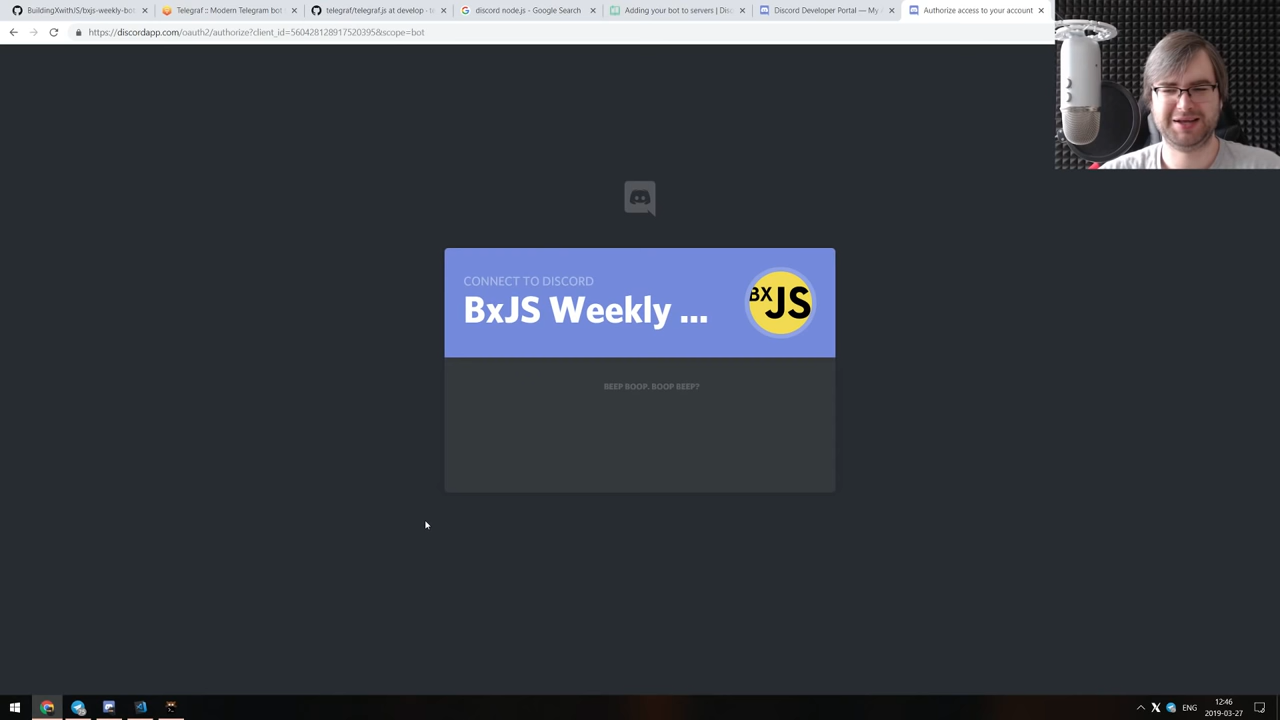 BuildingXwithJS/bxjs-weekly-bot
Telegraf :: Modern Telegram bot
telegraf/telegraf.js at develop · te
discord node.js - Google Search
Adding your bot to servers | Disc
Discord Developer Portal — My
Authorize access to your account
https://discordapp.com/oauth2/authorize?client_id=560428128917520395&scope=bot
CONNECT TO DISCORD
BxJS Weekly ...
BX JS
BEEP BOOP. BOOP BEEP?
ENG
12:46
2019-03-27